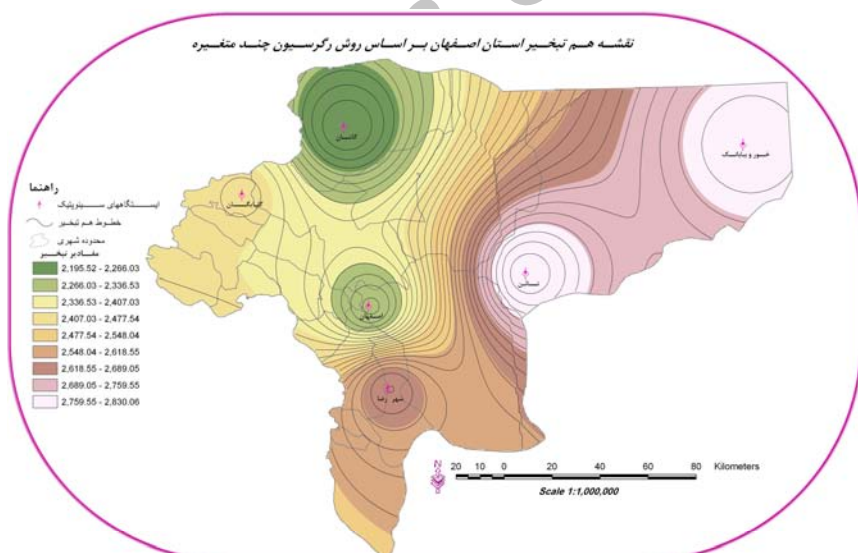 نقشه هم تبخیر استان اصفهان بر اساس روش رگرسیون چند متغیره
کاشان
خور و بیابانک
گلپایگان
نائین
اصفهان
شهر رضا
راهنما
ایستگاههای سینوپتیک
خطوط هم تبخیر
محدوده شهری
مقادیر تبخیر
2,195.52 - 2,266.03
2,266.03 - 2,336.53
2,336.53 - 2,407.03
2,407.03 - 2,477.54
2,477.54 - 2,548.04
2,548.04 - 2,618.55
2,618.55 - 2,689.05
2,689.05 - 2,759.55
2,759.55 - 2,830.06
N
20 10 0 20 40 60 80 Kilometers
Scale 1:1,000,000